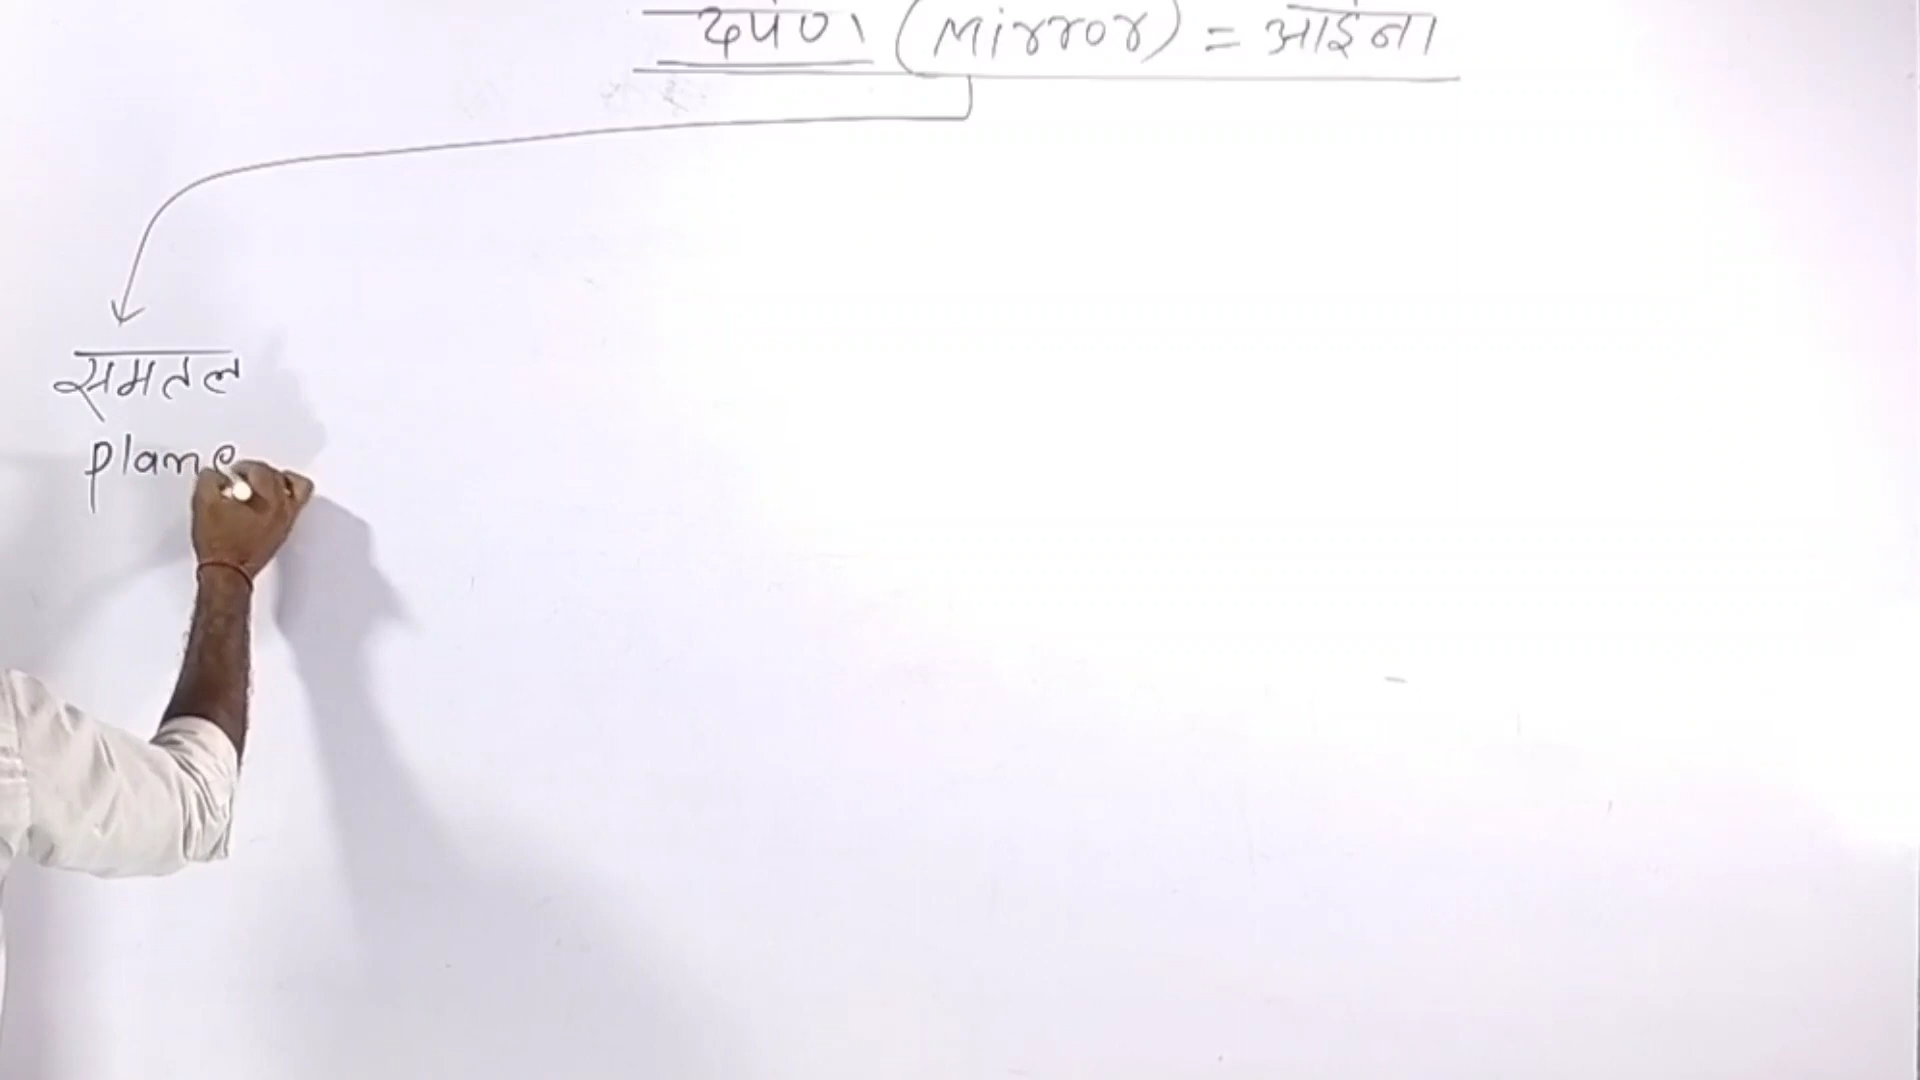 दर्पण (Mirror) = आईना
समतल
plane